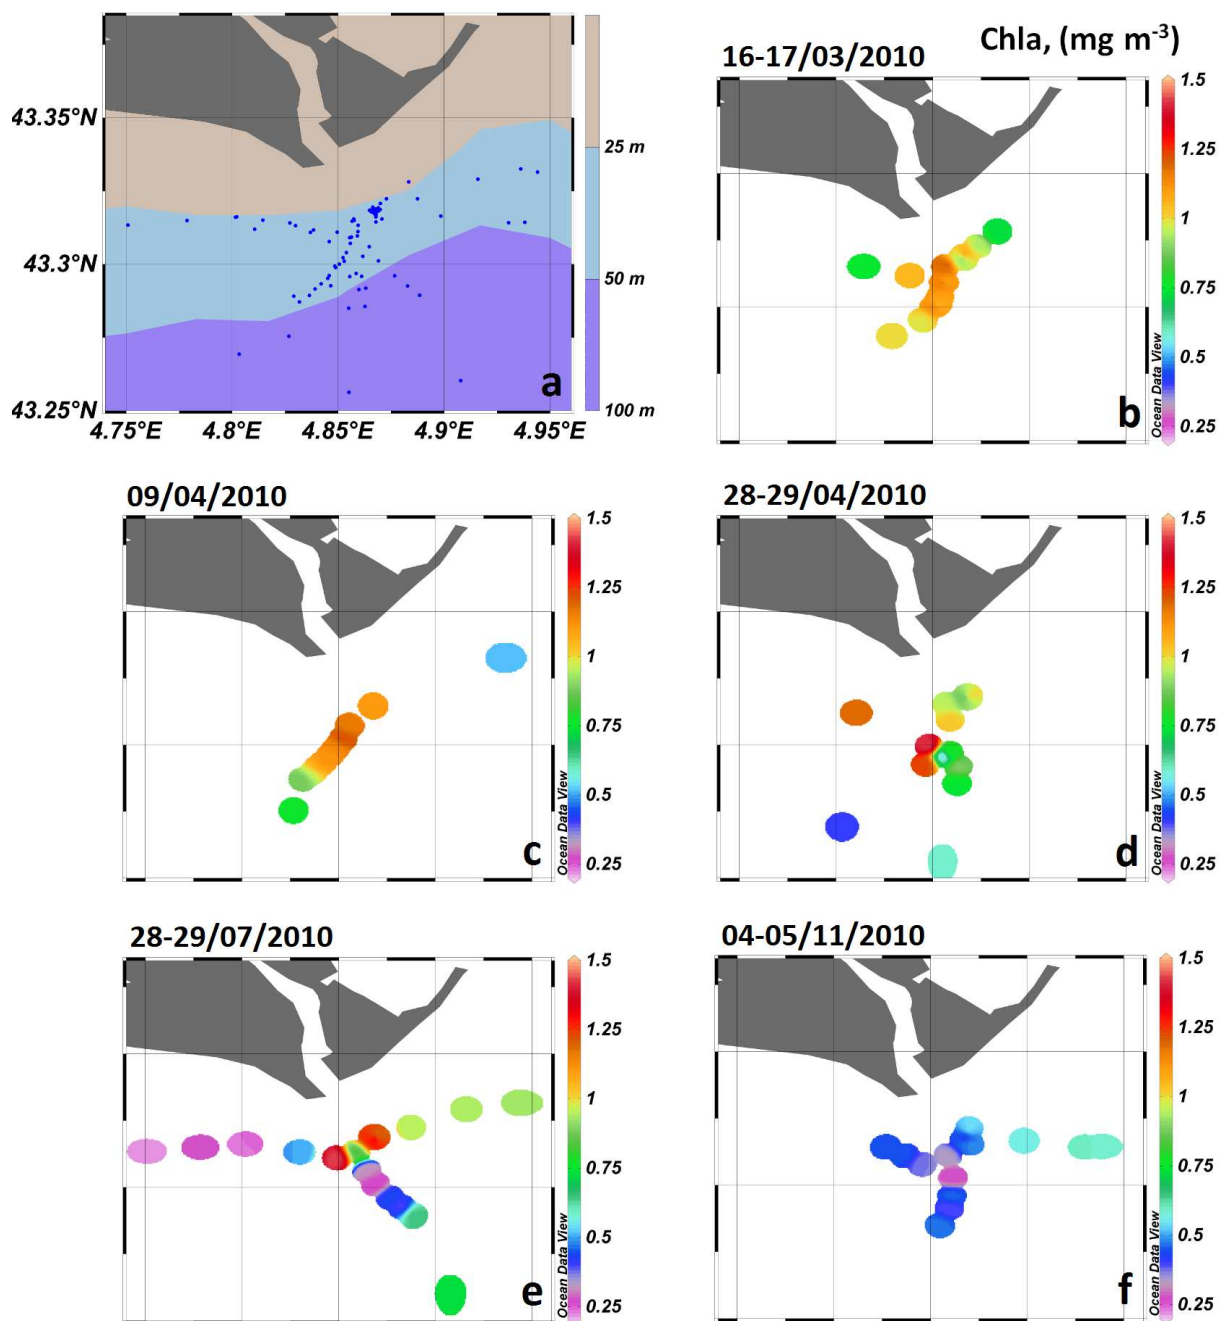 43.35°N
43.3°N
43.25°N
4.75°E 4.8°E 4.85°E 4.9°E 4.95°E
25 m
50 m
100 m
a
Chla, (mg m-3)
16-17/03/2010
1.5
1.25
1
0.75
0.5
0.25
Ocean Data View
b
09/04/2010
1.5
1.25
1
0.75
0.5
0.25
Ocean Data View
c
28-29/04/2010
1.5
1.25
1
0.75
0.5
0.25
Ocean Data View
d
28-29/07/2010
1.5
1.25
1
0.75
0.5
0.25
Ocean Data View
e
04-05/11/2010
1.5
1.25
1
0.75
0.5
0.25
Ocean Data View
f